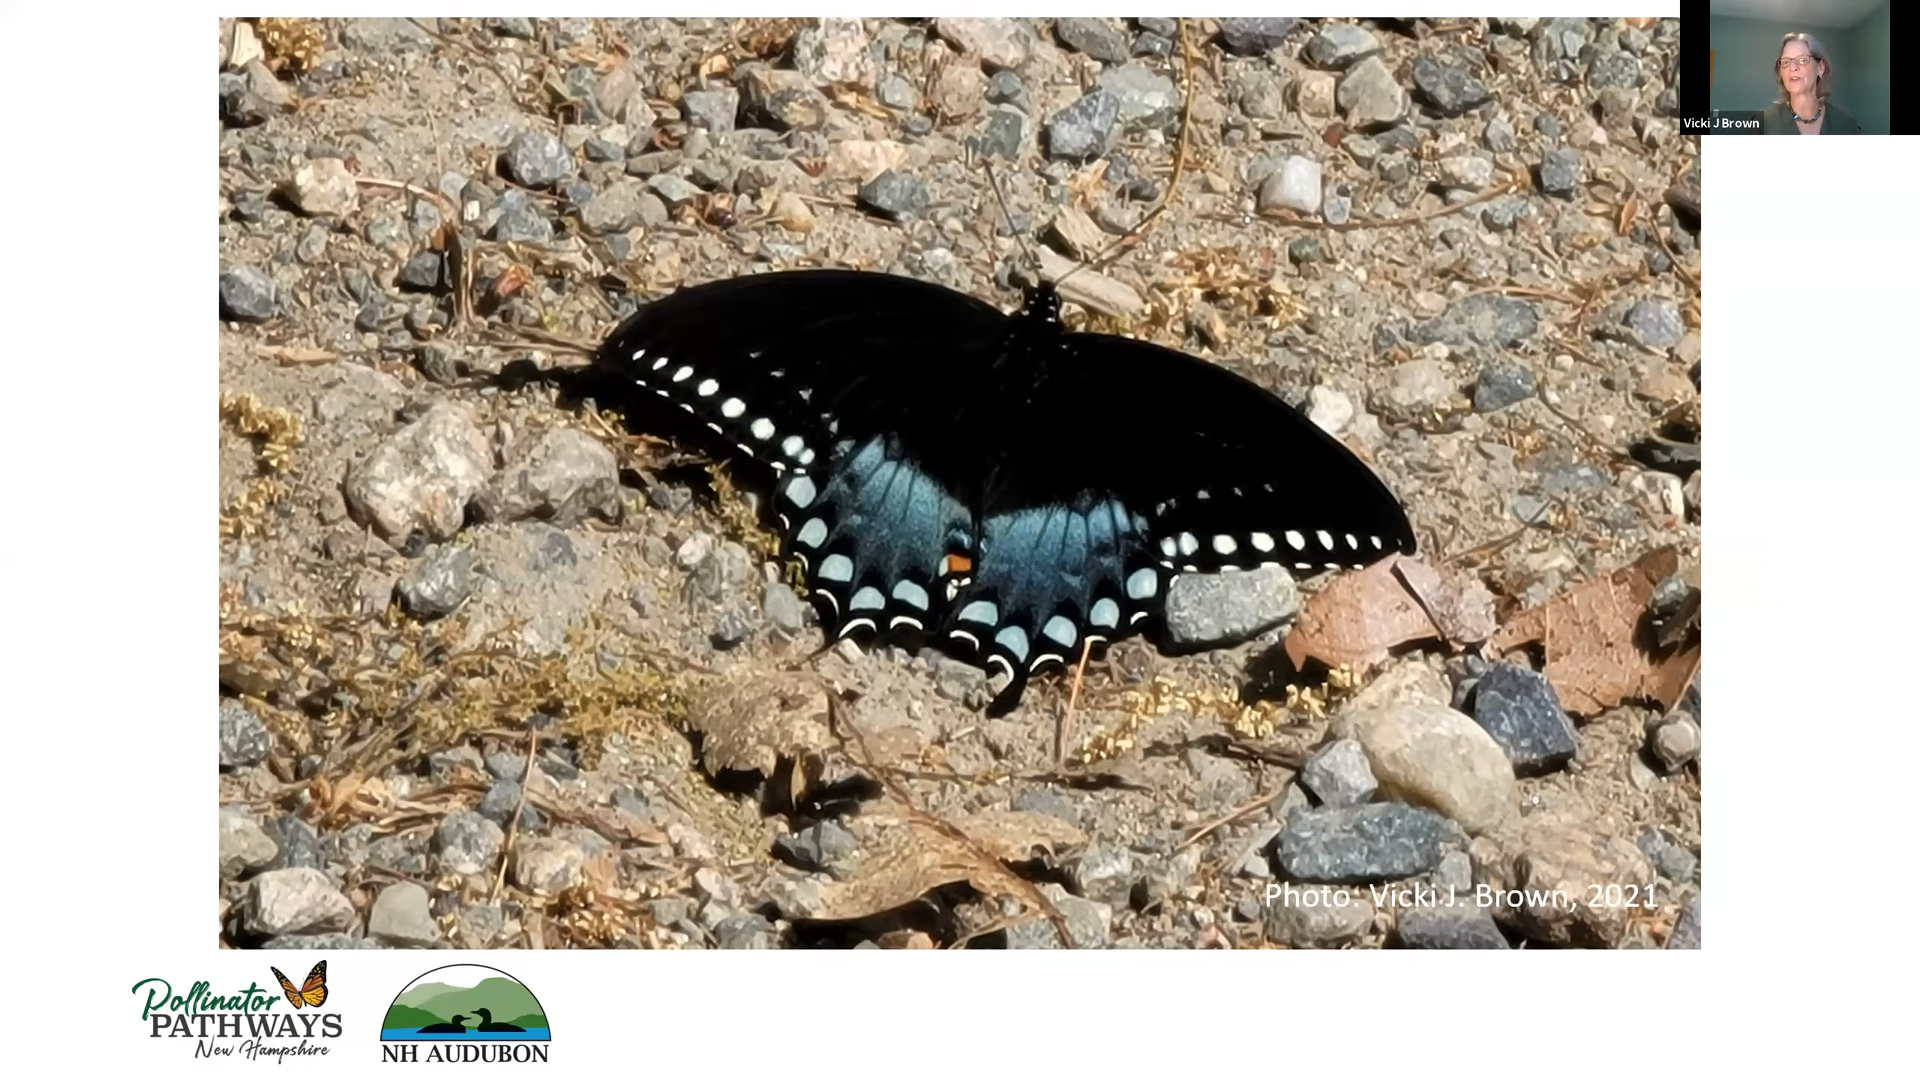 Vicki J Brown
Photo: Vicki J. Brown, 2021
Pollinator
PATHWAYS
New Hampshire
NH AUDUBON